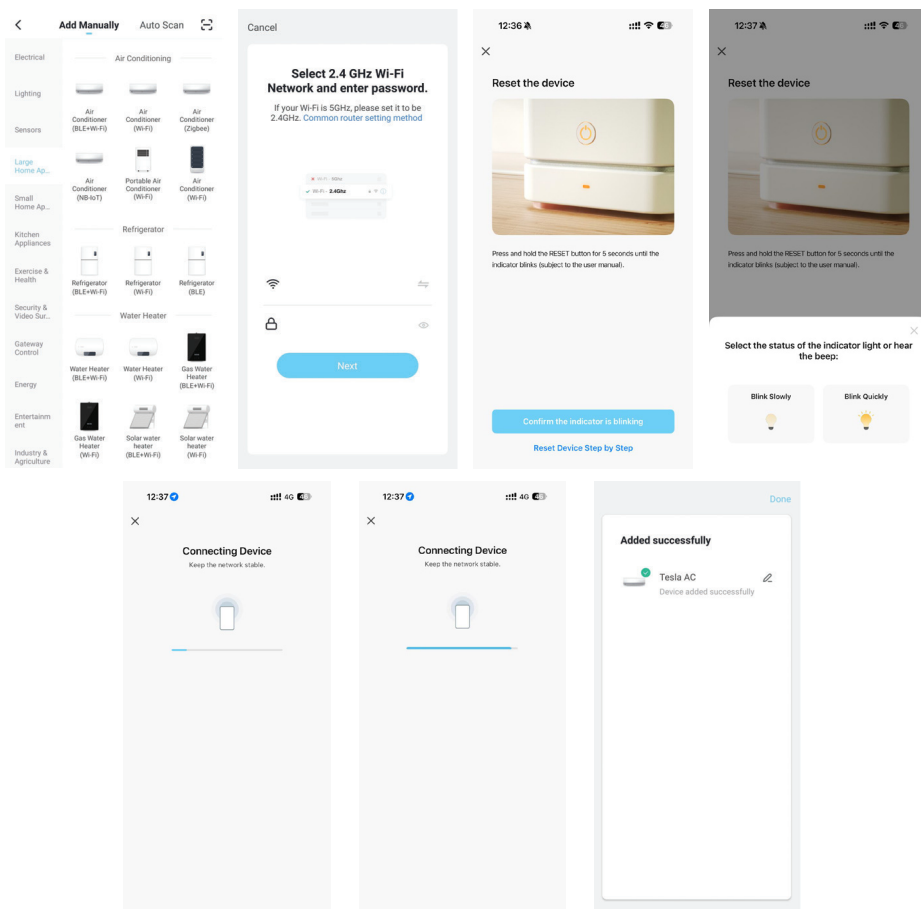 Add Manually
Auto Scan
Electrical
Lighting
Sensors
Large
Home Ap...
Small
Home Ap...
Kitchen
Appliances
Exercise &
Health
Security &
Video Sur...
Gateway
Control
Energy
Entertainm
ent
Industry &
Agriculture
Air Conditioning
Air
Conditioner
(BLE+Wi-Fi)
Air
Conditioner
(Wi-Fi)
Air
Conditioner
(Zigbee)
Air
Conditioner
(NB-IoT)
Portable Air
Conditioner
(Wi-Fi)
Air
Conditioner
(Wi-Fi)
Refrigerator
Refrigerator
(BLE+Wi-Fi)
Refrigerator
(Wi-Fi)
Refrigerator
(BLE)
Water Heater
Water Heater
(BLE+Wi-Fi)
Water Heater
(Wi-Fi)
Gas Water
Heater
(BLE+Wi-Fi)
Gas Water
Heater
(Wi-Fi)
Solar water
heater
(BLE+Wi-Fi)
Solar water
heater
(Wi-Fi)
Cancel
Select 2.4 GHz Wi-Fi
Network and enter password.
If your Wi-Fi is 5GHz, please set it to be
2.4GHz. Common router setting method
Wi-Fi - 5Ghz
Wi-Fi - 2.4Ghz
Next
12:36
Reset the device
Press and hold the RESET button for 5 seconds until the
indicator blinks (subject to the user manual).
Confirm the indicator is blinking
Reset Device Step by Step
12:37
Reset the device
Press and hold the RESET button for 5 seconds until the
indicator blinks (subject to the user manual).
Select the status of the indicator light or hear
the beep:
Blink Slowly
Blink Quickly
12:37
4G
Connecting Device
Keep the network stable.
12:37
4G
Connecting Device
Keep the network stable.
Done
Added successfully
Tesla AC
Device added successfully